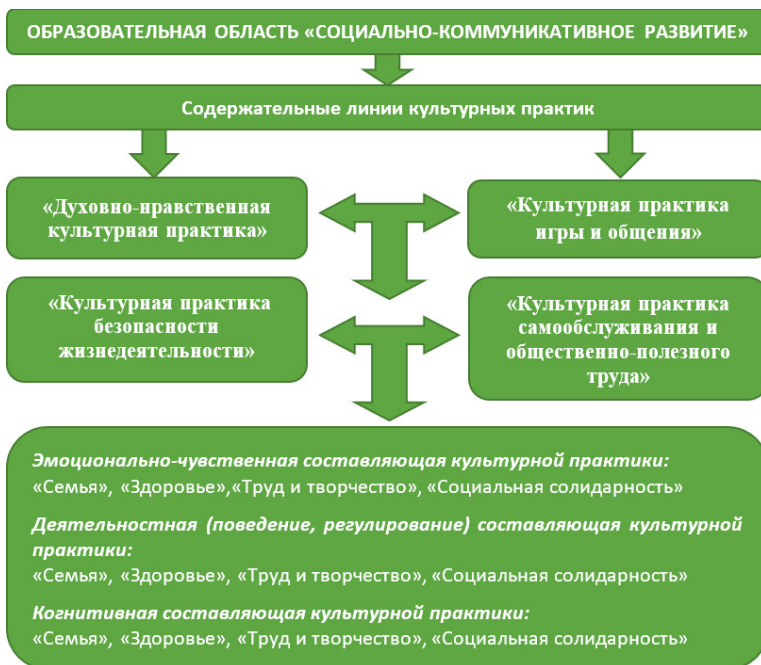 ОБРАЗОВАТЕЛЬНАЯ ОБЛАСТЬ «СОЦИАЛЬНО-КОММУНИКАТИВНОЕ РАЗВИТИЕ»
Содержательные линии культурных практик
«Духовно-нравственная
культурная практика»
«Культурная практика
игры и общения»
«Культурная практика
безопасности
жизнедеятельности»
«Культурная практика
самообслуживания и
общественно-полезного
труда»
Эмоционально-чувственная составляющая культурной практики:
«Семья», «Здоровье»,«Труд и творчество», «Социальная солидарность»
Деятельностная (поведение, регулирование) составляющая культурной
практики:
«Семья», «Здоровье», «Труд и творчество», «Социальная солидарность»
Когнитивная составляющая культурной практики:
«Семья», «Здоровье», «Труд и творчество», «Социальная солидарность»